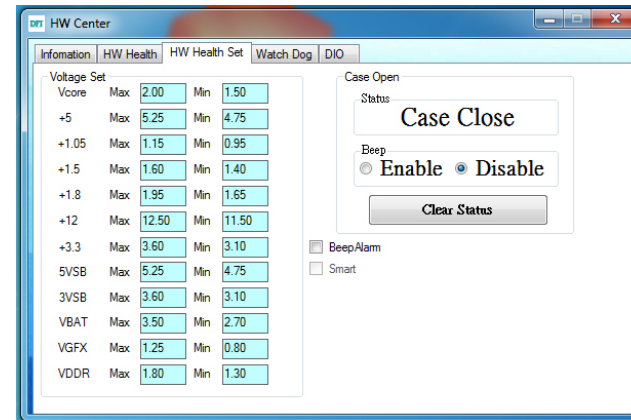 DFI HW Center
Infomation HW Health HW Health Set Watch Dog DIO
Voltage Set
Vcore Max 2.00 Min 1.50
+5 Max 5.25 Min 4.75
+1.05 Max 1.15 Min 0.95
+1.5 Max 1.60 Min 1.40
+1.8 Max 1.95 Min 1.65
+12 Max 12.50 Min 11.50
+3.3 Max 3.60 Min 3.10
5VSB Max 5.25 Min 4.75
3VSB Max 3.60 Min 3.10
VBAT Max 3.50 Min 2.70
VGFX Max 1.25 Min 0.80
VDDR Max 1.80 Min 1.30
Case Open
Status
Case Close
Beep
Enable Disable
Clear Status
BeepAlarm
Smart